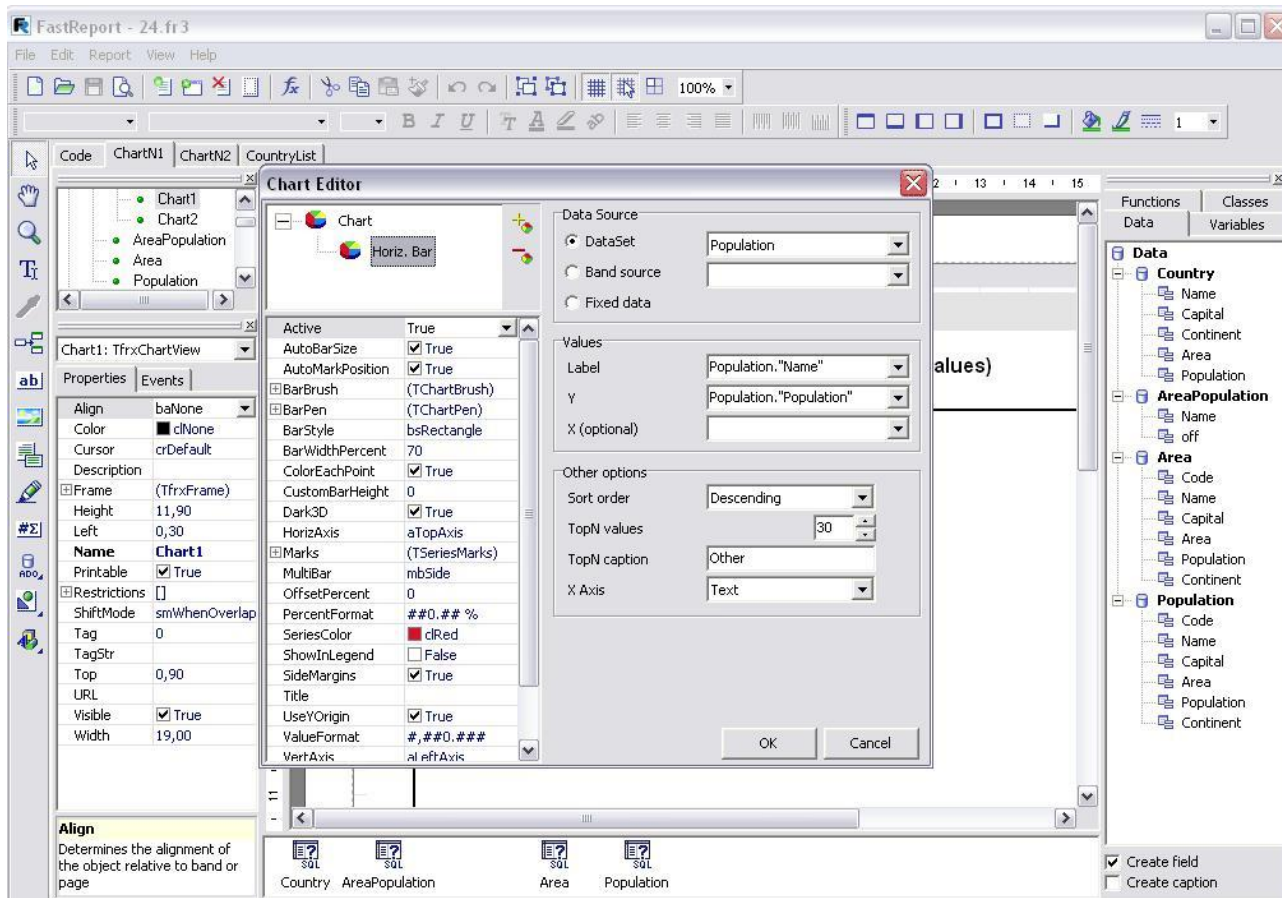 FastReport - 24.fr3
File Edit Report View Help
100%
B I U
1
Code ChartN1 ChartN2 CountryList
Chart1
Chart2
AreaPopulation
Area
Population
Chart1: TfrxChartView
Properties Events
Align baNone
Color clNone
Cursor crDefault
Description
Frame (TfrxFrame)
Height 11,90
Left 0,30
Name Chart1
Printable True
Restrictions []
ShiftMode smWhenOverlap
Tag 0
TagStr
Top 0,90
URL
Visible True
Width 19,00
Align
Determines the alignment of
the object relative to band or
page
Chart Editor
Chart
Horiz. Bar
Active True
AutoBarSize True
AutoMarkPosition True
BarBrush (TChartBrush)
BarPen (TChartPen)
BarStyle bsRectangle
BarWidthPercent 70
ColorEachPoint True
CustomBarHeight 0
Dark3D True
HorizAxis aTopAxis
Marks (TSeriesMarks)
MultiBar mbSide
OffsetPercent 0
PercentFormat ##0.## %
SeriesColor clRed
ShowInLegend False
SideMargins True
Title
UseYOrigin True
ValueFormat #,##0.###
VertAxis aLeftAxis
Data Source
DataSet Population
Band source
Fixed data
Values
Label Population."Name"
Y Population."Population"
X (optional)
Other options
Sort order Descending
TopN values 30
TopN caption Other
X Axis Text
OK Cancel
2 13 14 15
alues)
11
Country AreaPopulation Area Population
Functions Classes
Data Variables
Data
Country
Name
Capital
Continent
Area
Population
AreaPopulation
Name
off
Area
Code
Name
Capital
Area
Population
Continent
Population
Code
Name
Capital
Area
Population
Continent
Create field
Create caption